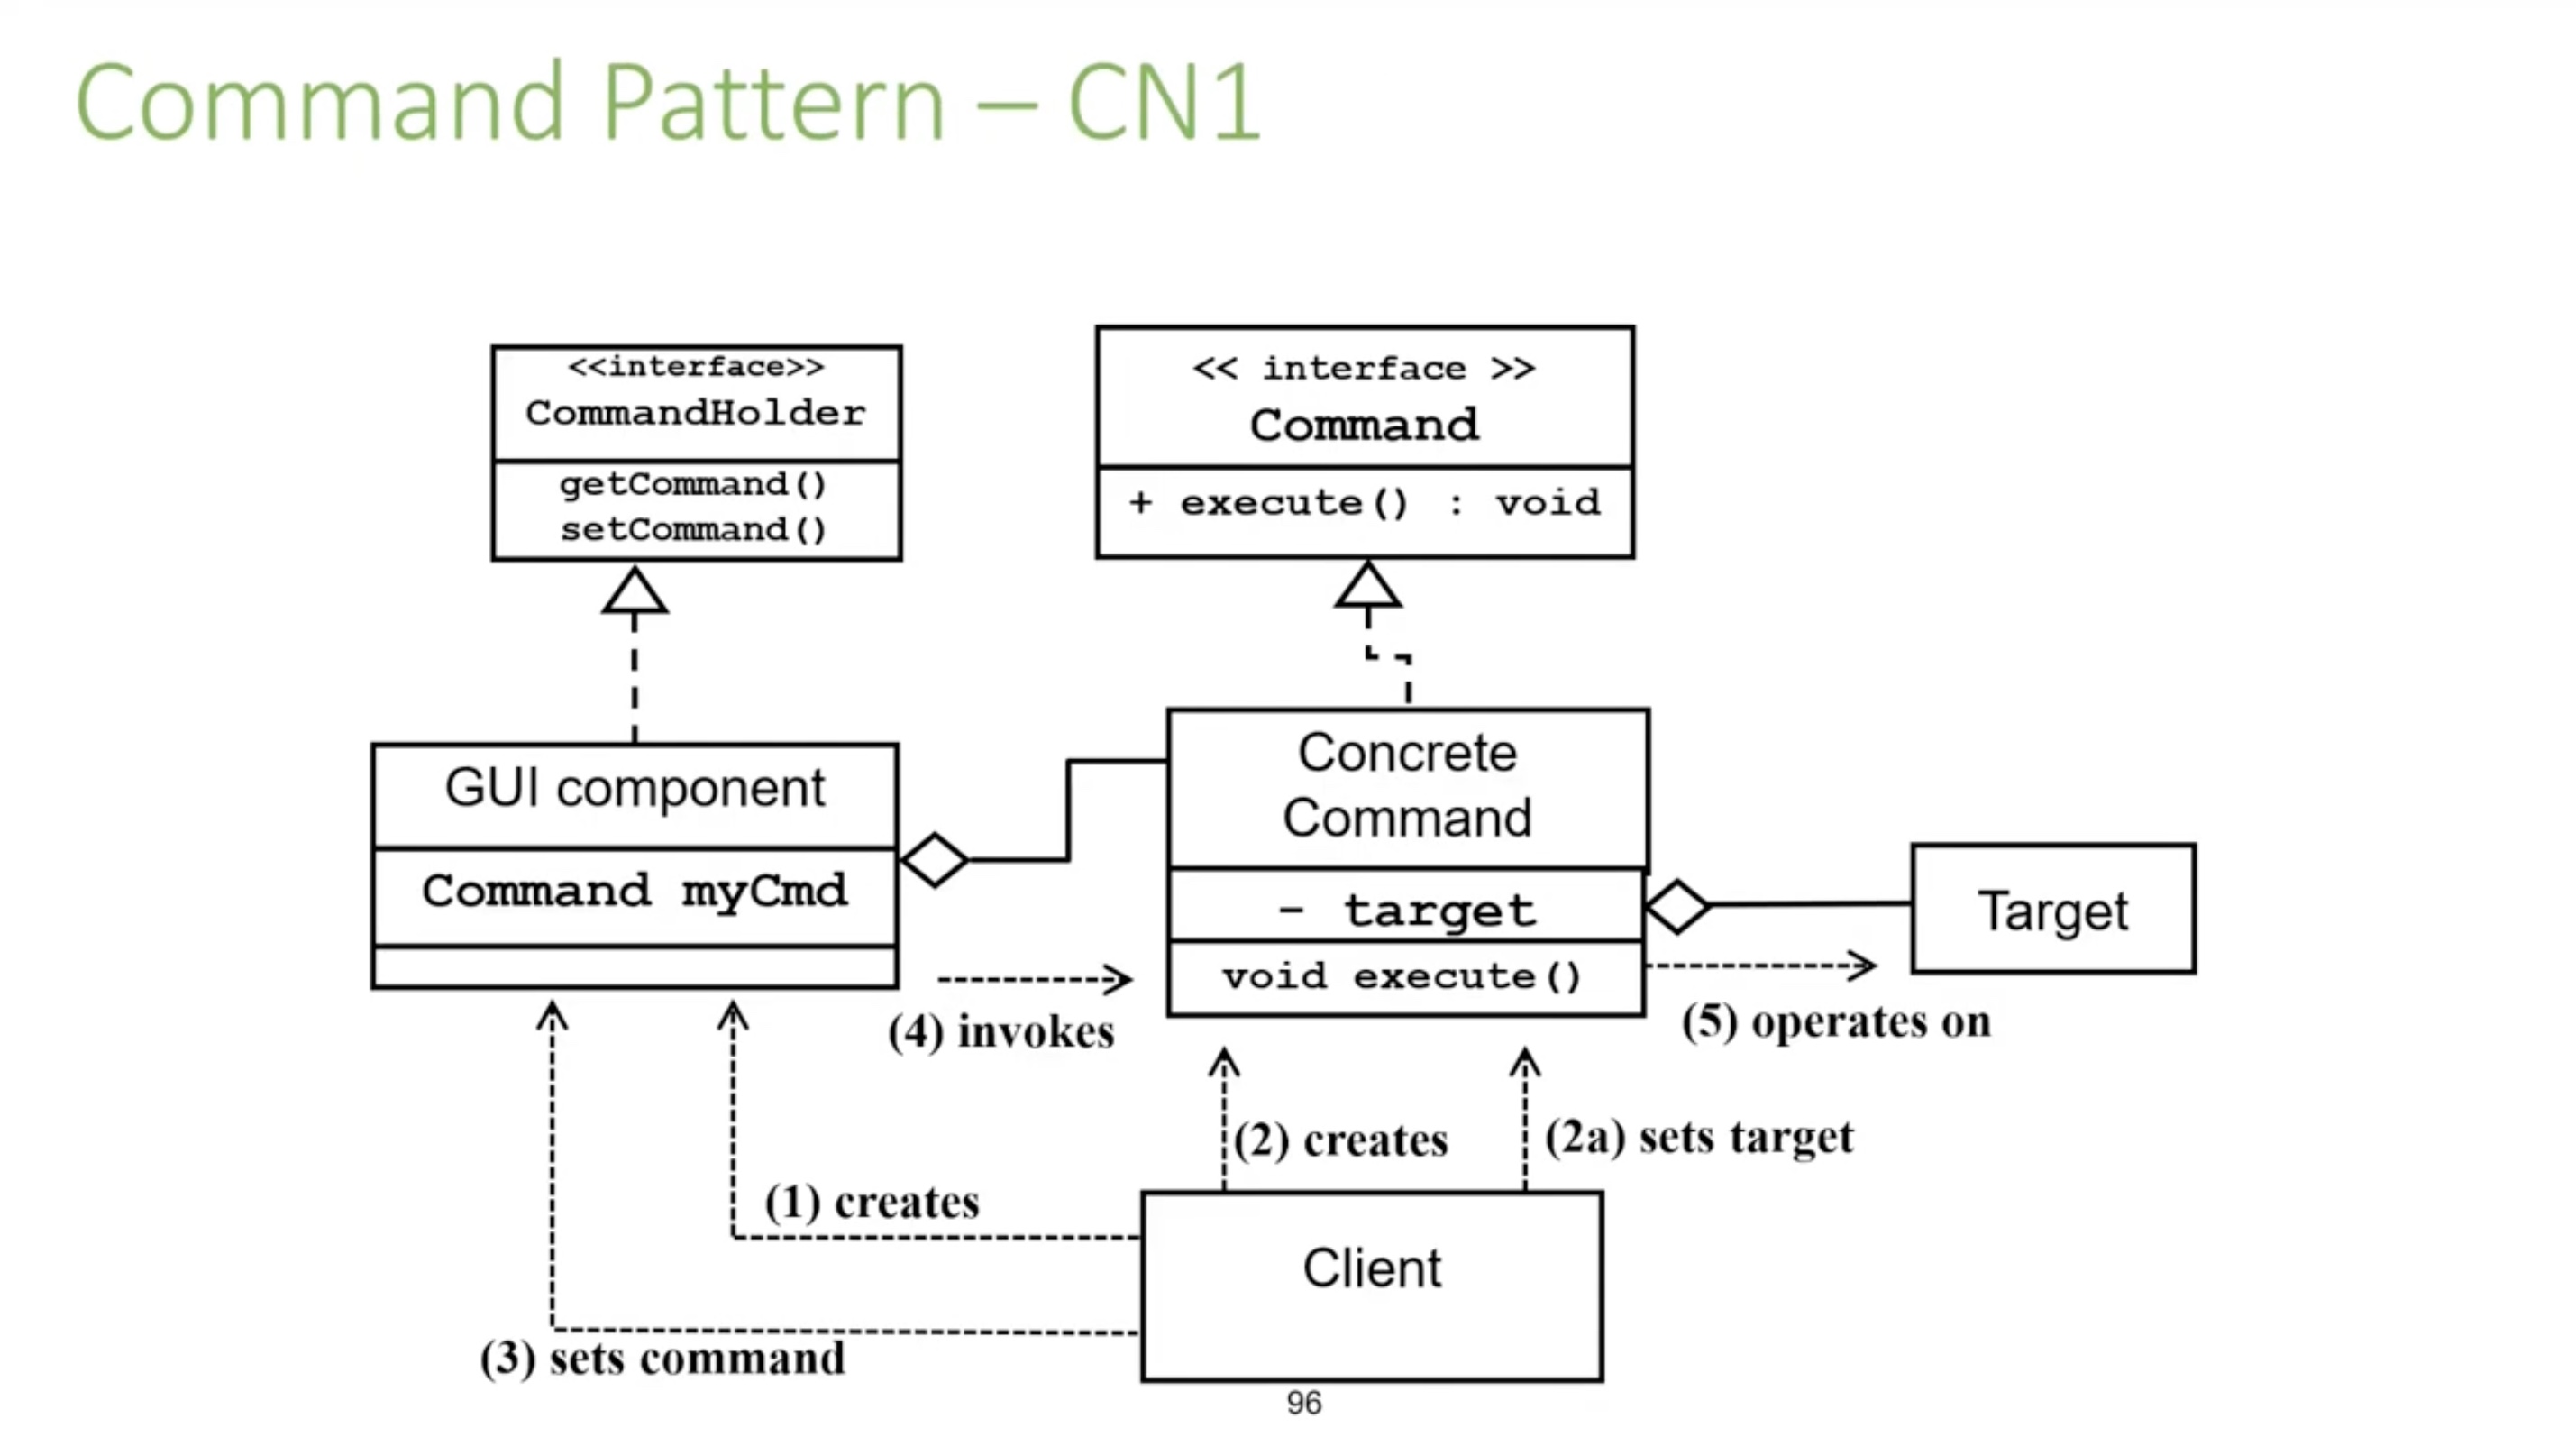 Command Pattern – CN1
<<interface>>
CommandHolder
getCommand()
setCommand()
<< interface >>
Command
+ execute() : void
GUI component
Command myCmd
Concrete
Command
- target
void execute()
Target
(4) invokes
(5) operates on
(2) creates
(2a) sets target
(1) creates
Client
(3) sets command
96